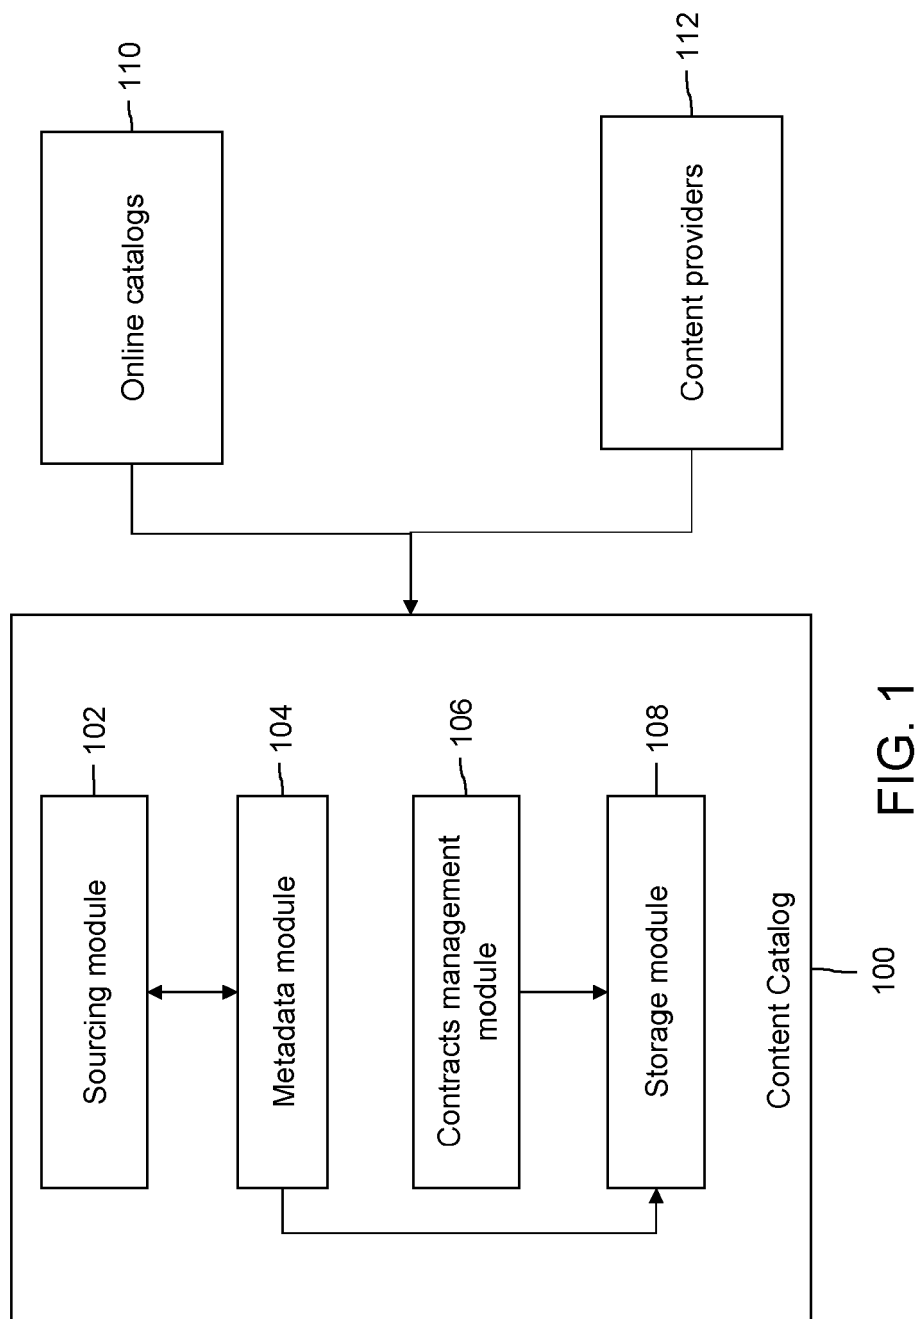 Sourcing module
102
Metadata module
104
Contracts management
module
106
Storage module
108
Content Catalog
100
Online catalogs
110
Content providers
112
FIG. 1